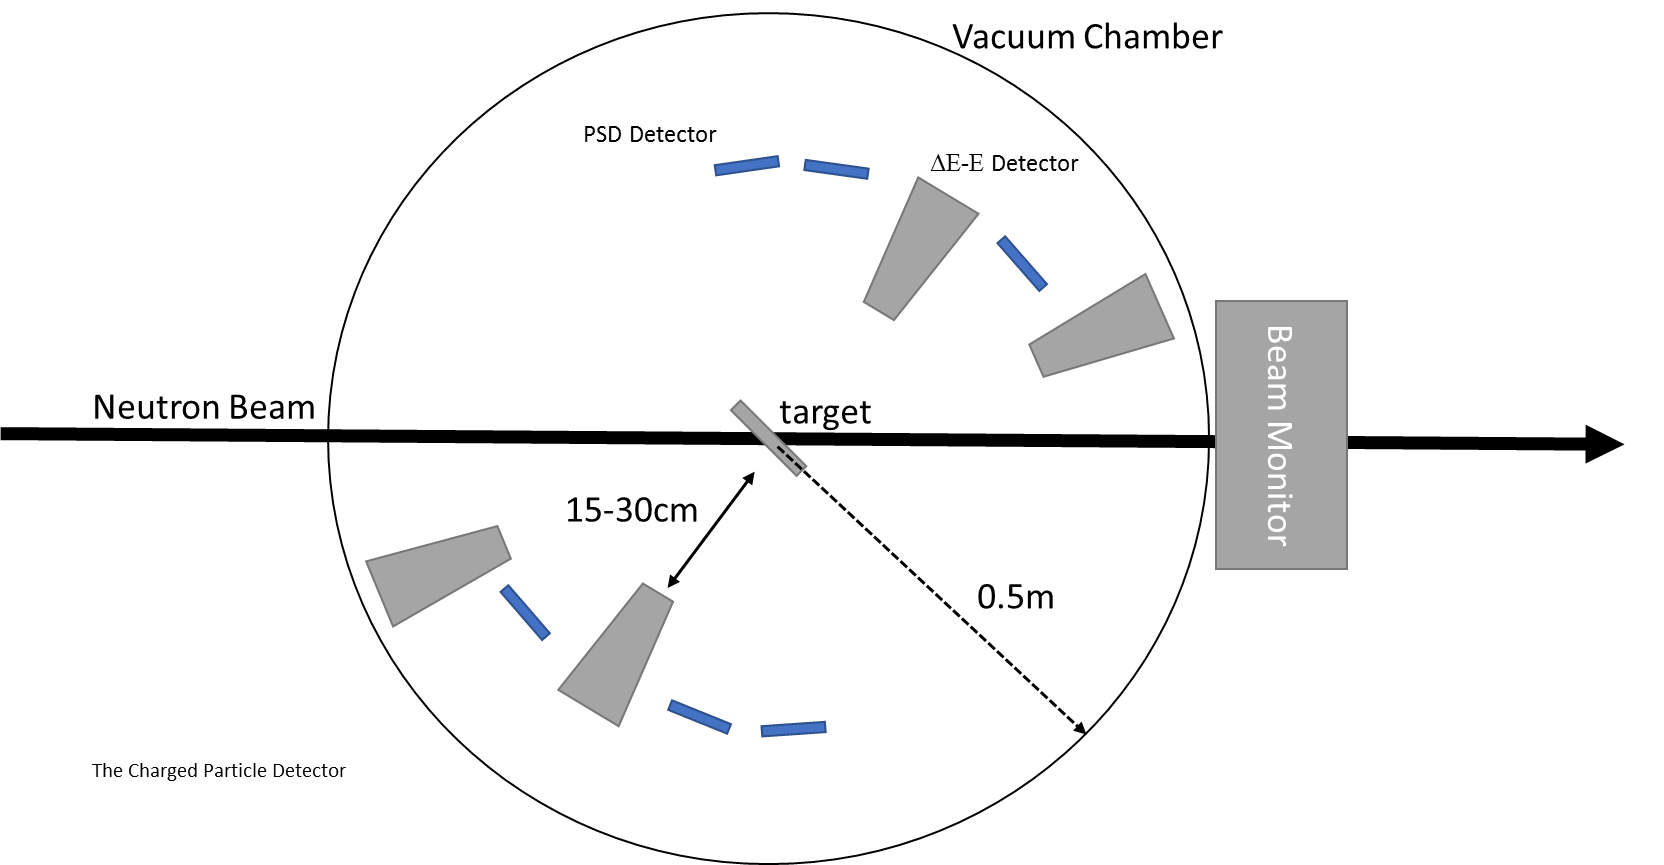 Vacuum Chamber
PSD Detector
ΔE-E Detector
Neutron Beam
target
Beam Monitor
15-30cm
0.5m
The Charged Particle Detector